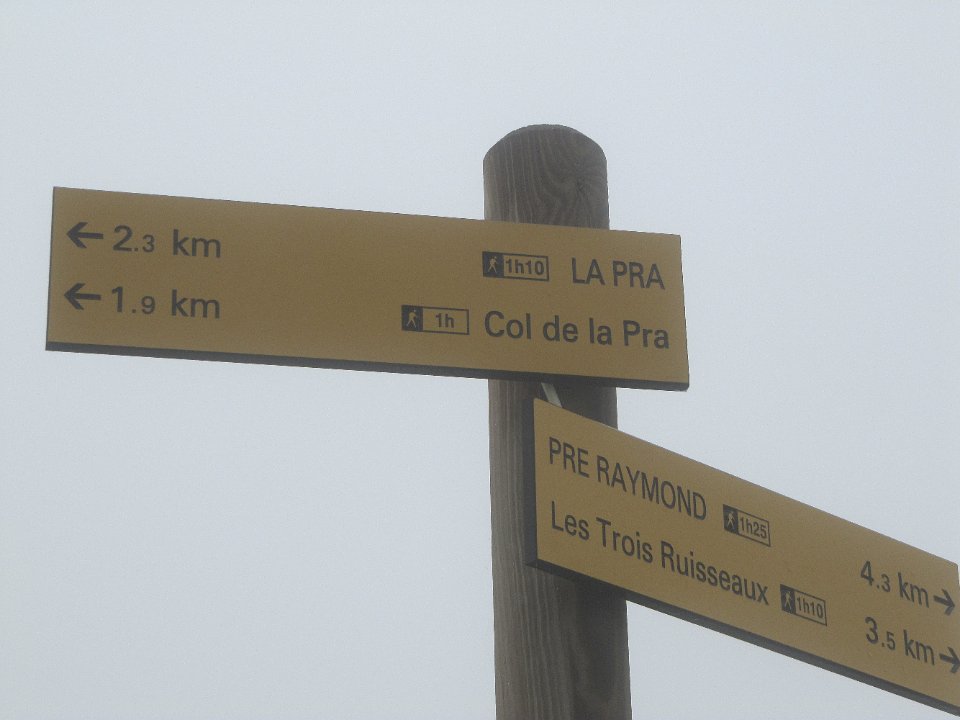 ← 2.3 km 1h10 LA PRA
← 1.9 km 1h Col de la Pra
PRE RAYMOND 1h25 4.3 km →
Les Trois Ruisseaux 1h10 3.5 km →